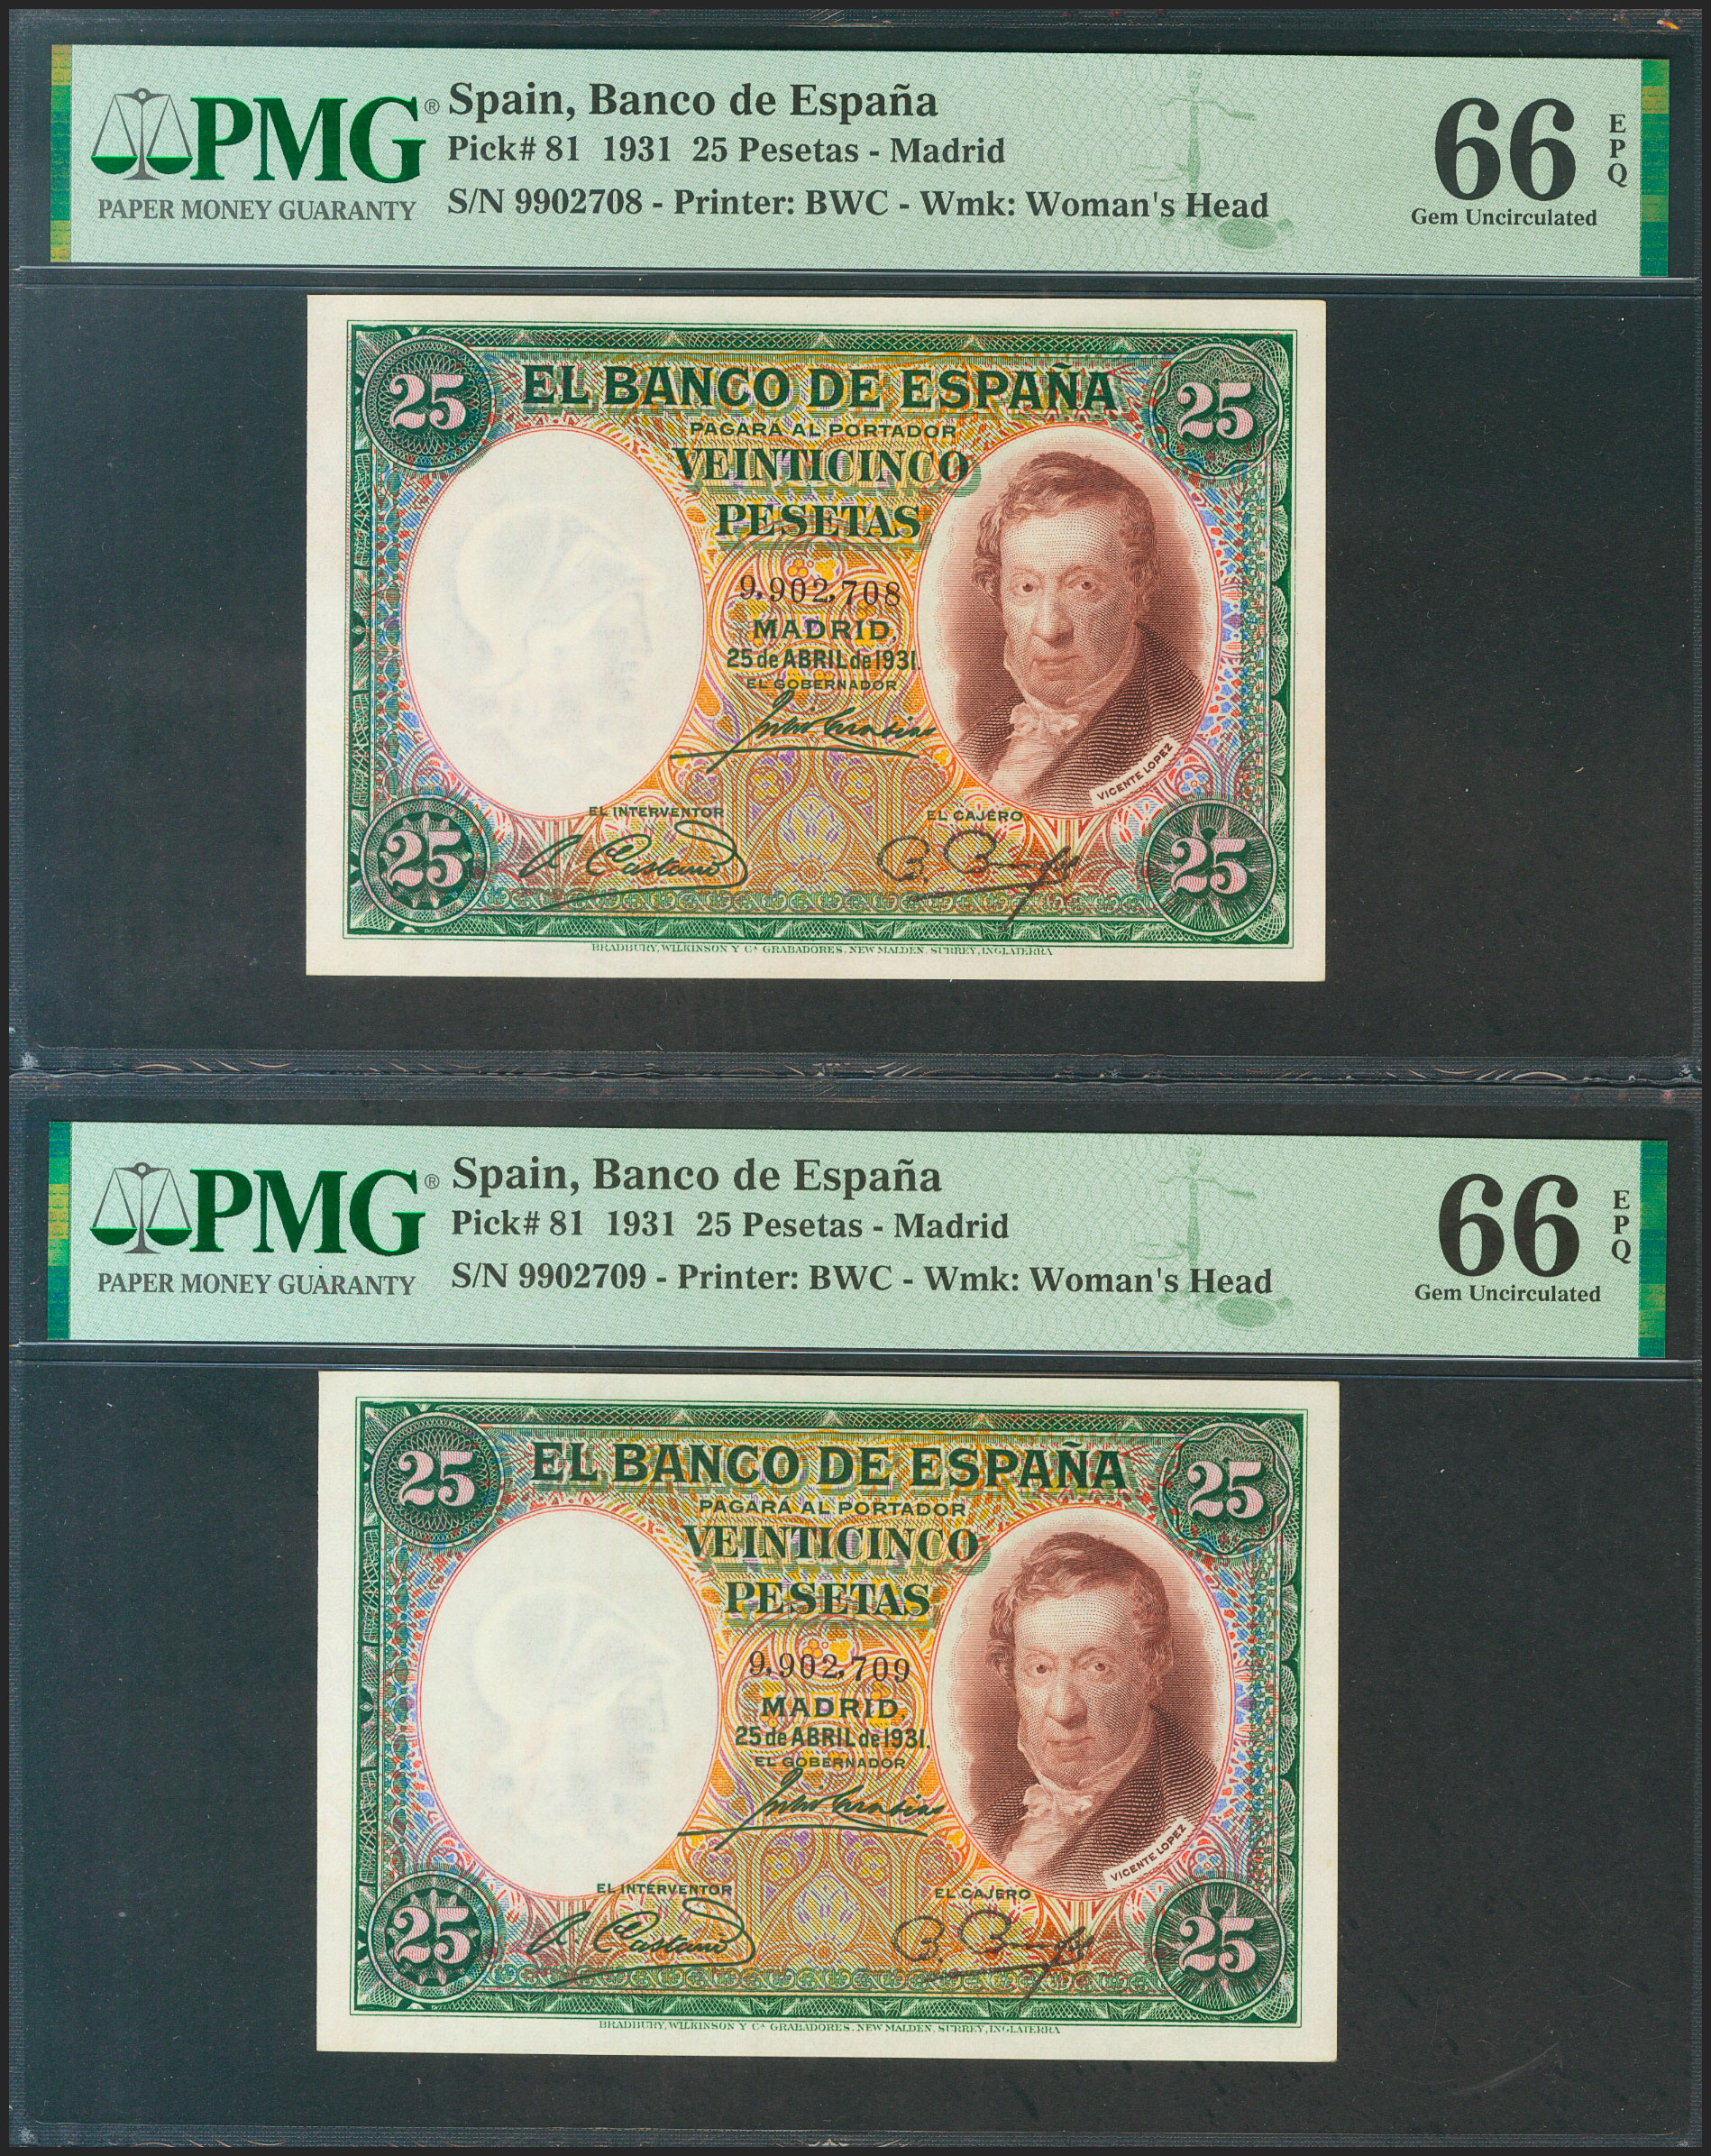 PMG®
PAPER MONEY GUARANTY
Spain, Banco de España
Pick# 81 1931 25 Pesetas - Madrid
S/N 9902708 - Printer: BWC - Wmk: Woman's Head
66
EPQ
Gem Uncirculated
25
EL BANCO DE ESPAÑA
25
PAGARÁ AL PORTADOR
VEINTICINCO
PESETAS
9,902,708
MADRID,
25 de ABRIL de 1931.
EL GOBERNADOR
VICENTE LOPEZ
EL INTERVENTOR
EL CAJERO
25
25
BRADBURY, WILKINSON Y Cª GRABADORES, NEW MALDEN, SURREY, INGLATERRA
PMG®
PAPER MONEY GUARANTY
Spain, Banco de España
Pick# 81 1931 25 Pesetas - Madrid
S/N 9902709 - Printer: BWC - Wmk: Woman's Head
66
EPQ
Gem Uncirculated
25
EL BANCO DE ESPAÑA
25
PAGARÁ AL PORTADOR
VEINTICINCO
PESETAS
9,902,709
MADRID,
25 de ABRIL de 1931.
EL GOBERNADOR
VICENTE LOPEZ
EL INTERVENTOR
EL CAJERO
25
25
BRADBURY, WILKINSON Y Cª GRABADORES, NEW MALDEN, SURREY, INGLATERRA